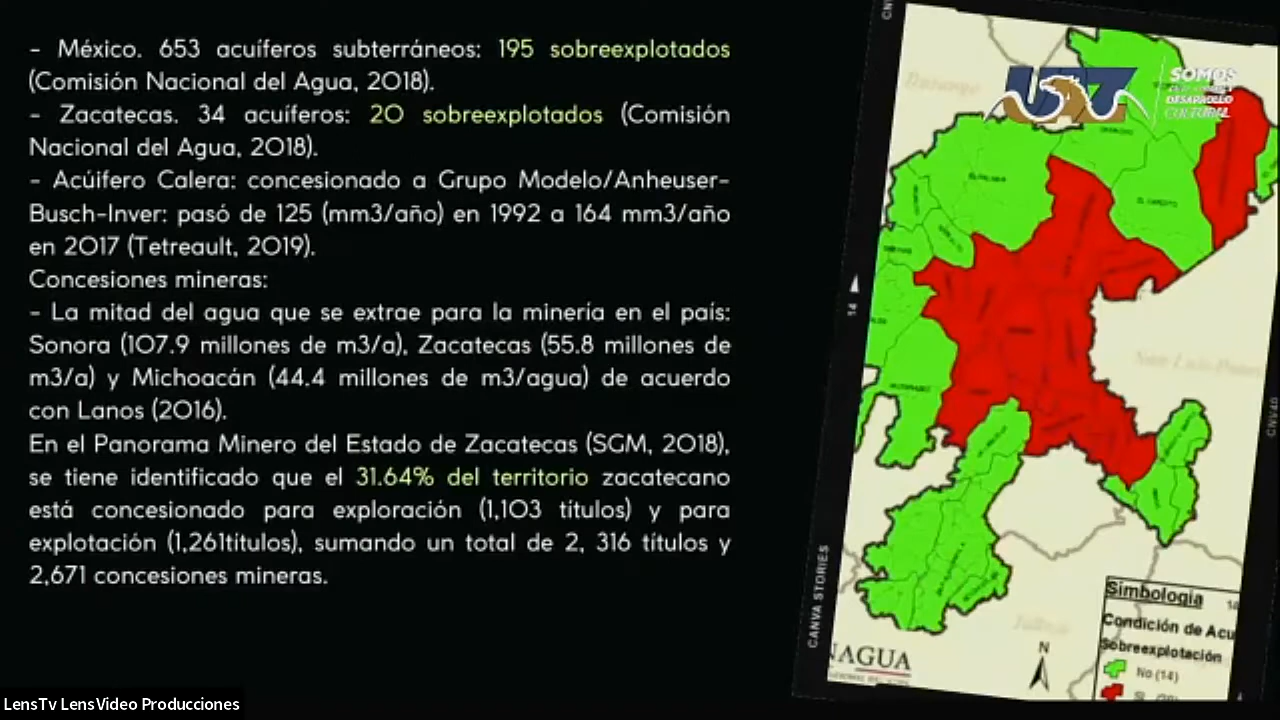 - México. 653 acuíferos subterráneos: 195 sobreexplotados
(Comisión Nacional del Agua, 2018).
- Zacatecas. 34 acuíferos: 20 sobreexplotados (Comisión
Nacional del Agua, 2018).
- Acúifero Calera: concesionado a Grupo Modelo/Anheuser-
Busch-Inver: pasó de 125 (mm3/año) en 1992 a 164 mm3/año
en 2017 (Tetreault, 2019).
Concesiones mineras:
- La mitad del agua que se extrae para la minería en el país:
Sonora (107.9 millones de m3/a), Zacatecas (55.8 millones de
m3/a) y Michoacán (44.4 millones de m3/agua) de acuerdo
con Lanos (2016).
En el Panorama Minero del Estado de Zacatecas (SGM, 2018),
se tiene identificado que el 31.64% del territorio zacatecano
está concesionado para exploración (1,103 títulos) y para
explotación (1,261títulos), sumando un total de 2, 316 títulos y
2,671 concesiones mineras.
UAZ
SOMOS
DESARROLLO
CULTURAL
Durango
San Luis Potosí
Jalisco
14
CANVA STORIES
NAGUA
N
Simbología
Condición de Acu
Sobreexplotación
No (14)
LensTv LensVideo Producciones